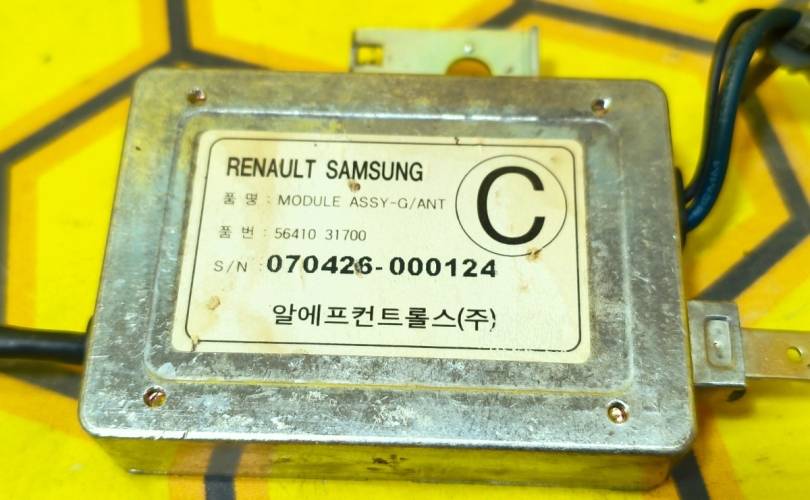 RENAULT SAMSUNG
C
품 명 : MODULE ASSY-G/ANT
품 번 : 56410 31700
S/N : 070426-000124
알에프컨트롤스(주)